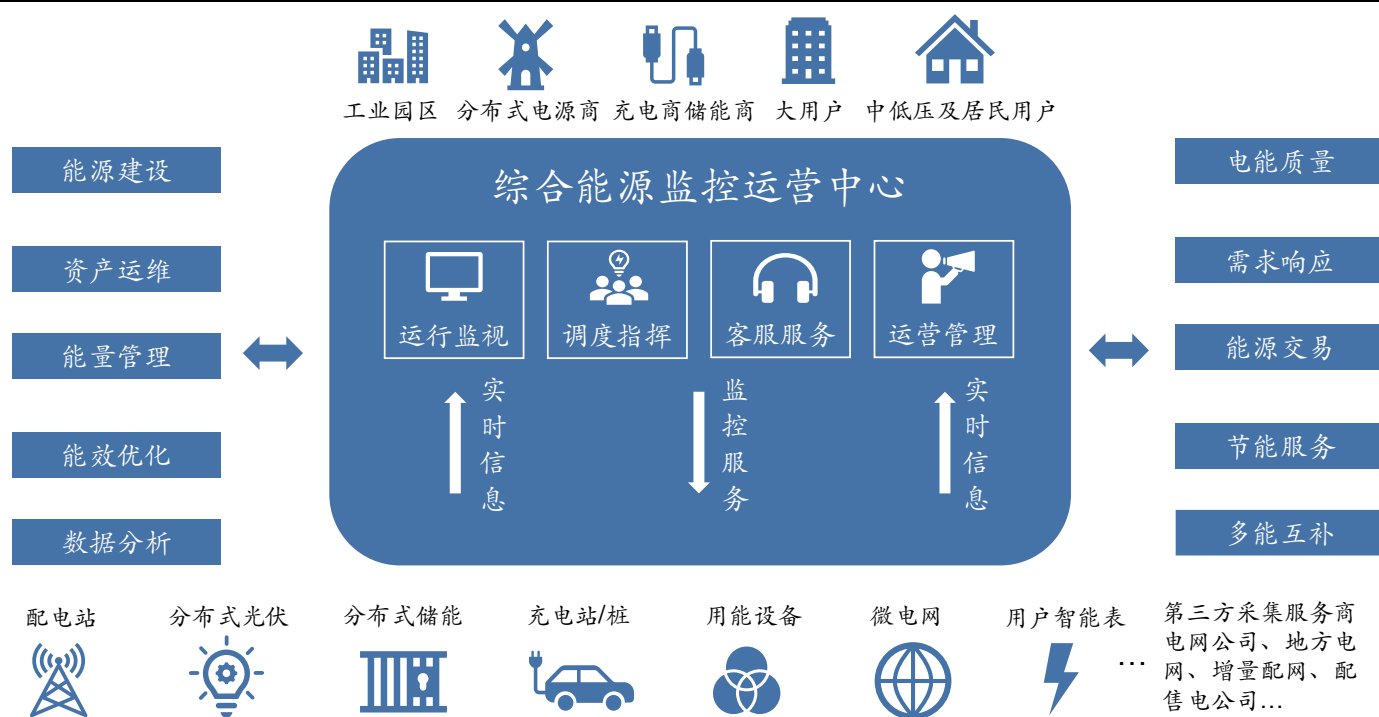 工业园区
分布式电源商
充电商储能商
大用户
中低压及居民用户
能源建设
资产运维
能量管理
能效优化
数据分析
综合能源监控运营中心
运行监视
调度指挥
客服服务
运营管理
实时信息
监控服务
实时信息
电能质量
需求响应
能源交易
节能服务
多能互补
配电站
分布式光伏
分布式储能
充电站/桩
用能设备
微电网
用户智能表
…
第三方采集服务商
电网公司、地方电
网、增量配网、配
售电公司…